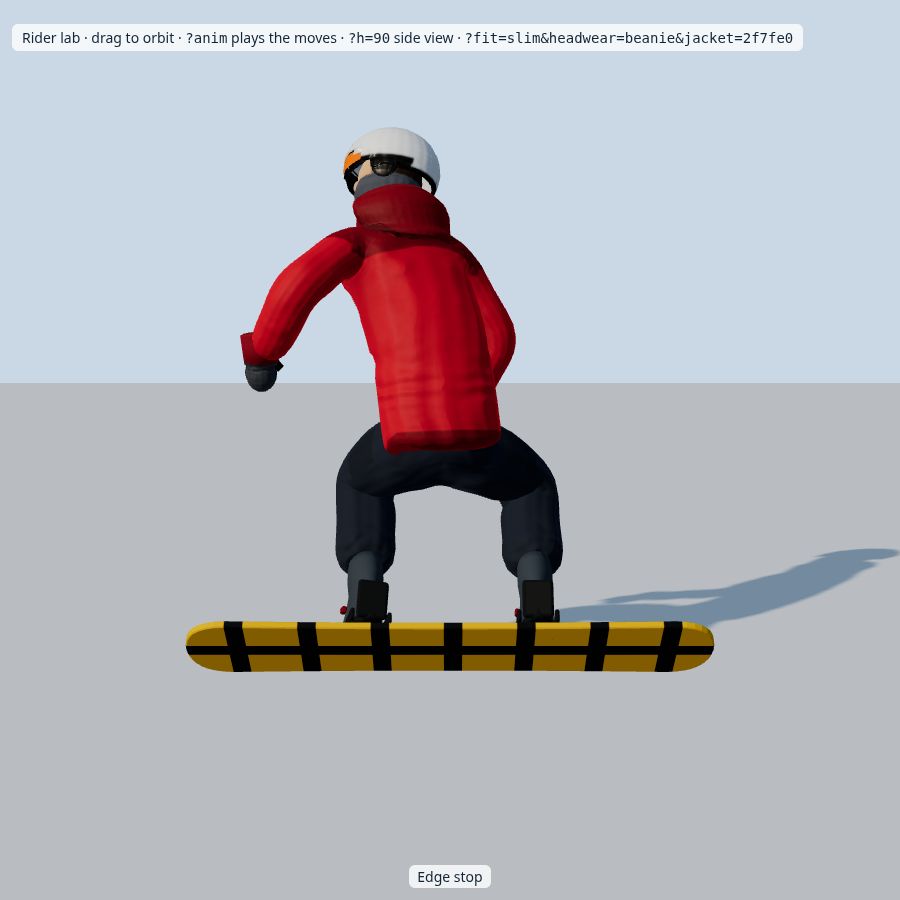 Rider lab · drag to orbit · ?anim plays the moves · ?h=90 side view · ?fit=slim&headwear=beanie&jacket=2f7fe0
Edge stop